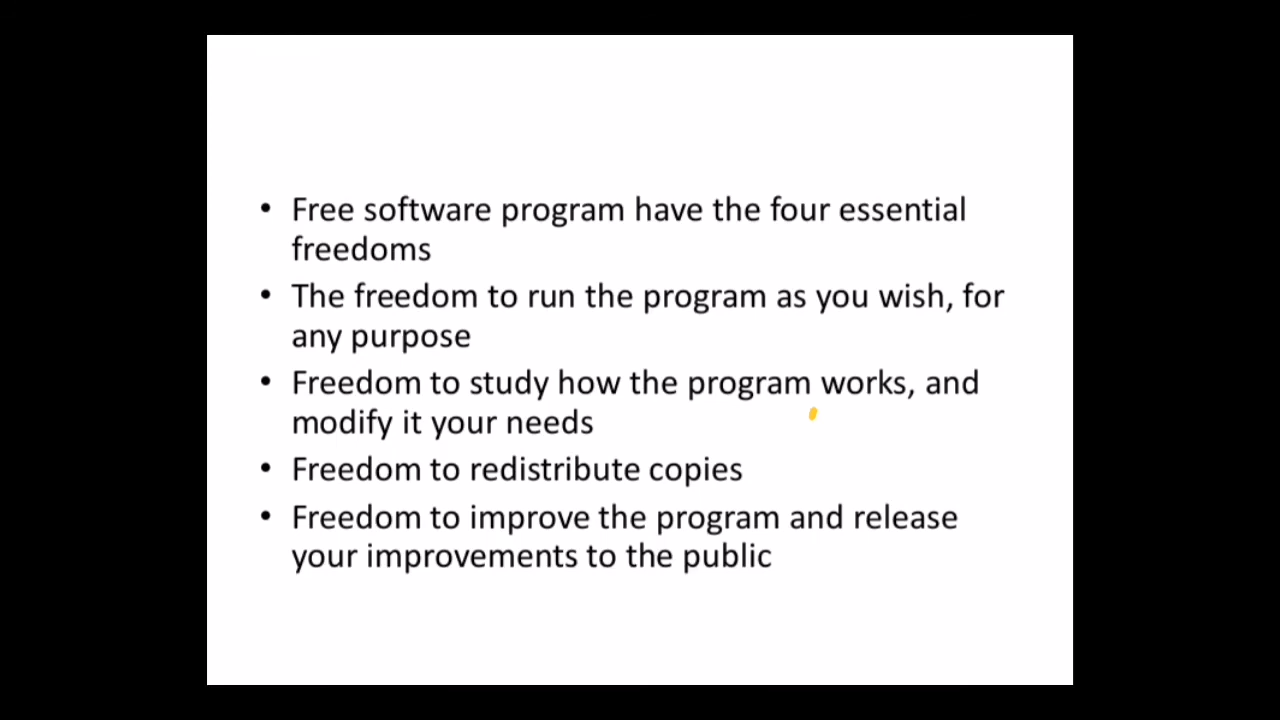 • Free software program have the four essential
freedoms
• The freedom to run the program as you wish, for
any purpose
• Freedom to study how the program works, and
modify it your needs
• Freedom to redistribute copies
• Freedom to improve the program and release
your improvements to the public